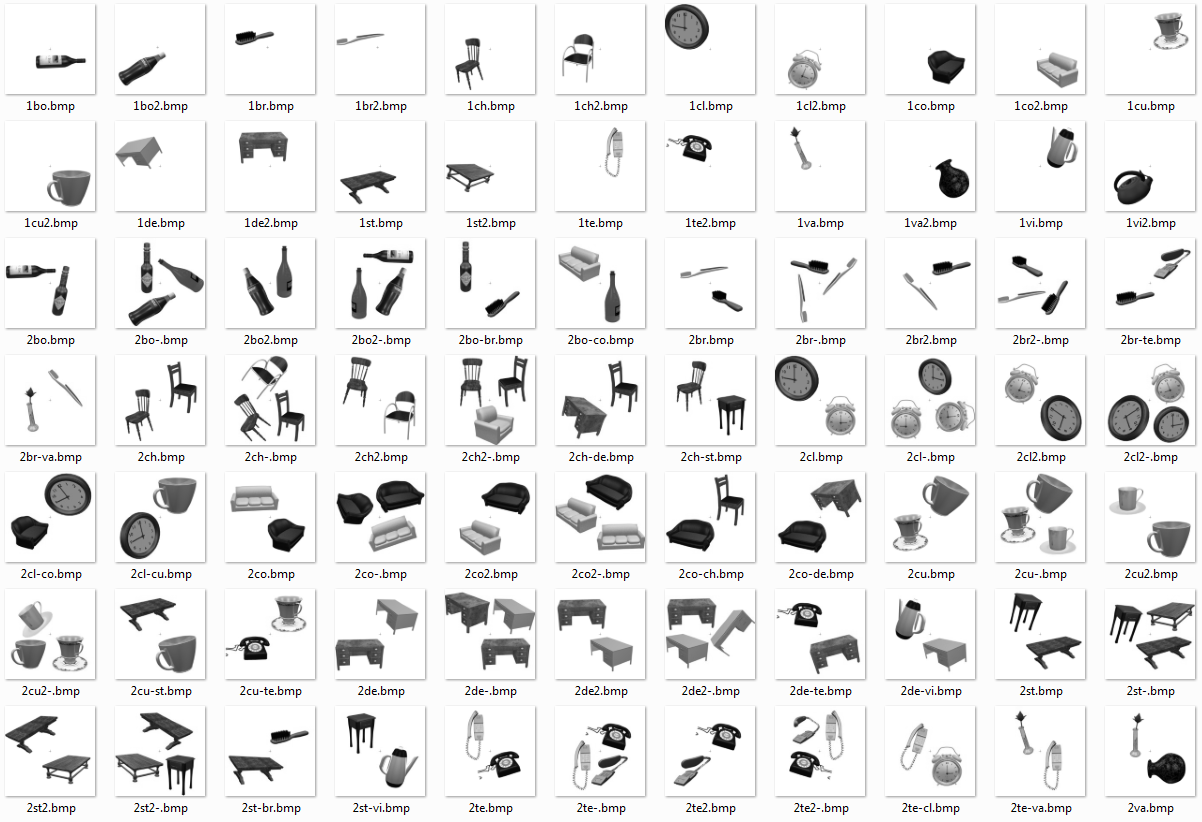 1bo.bmp 1bo2.bmp 1br.bmp 1br2.bmp 1ch.bmp 1ch2.bmp 1cl.bmp 1cl2.bmp 1co.bmp 1co2.bmp 1cu.bmp
1cu2.bmp 1de.bmp 1de2.bmp 1st.bmp 1st2.bmp 1te.bmp 1te2.bmp 1va.bmp 1va2.bmp 1vi.bmp 1vi2.bmp
2bo.bmp 2bo-.bmp 2bo2.bmp 2bo2-.bmp 2bo-br.bmp 2bo-co.bmp 2br.bmp 2br-.bmp 2br2.bmp 2br2-.bmp 2br-te.bmp
2br-va.bmp 2ch.bmp 2ch-.bmp 2ch2.bmp 2ch2-.bmp 2ch-de.bmp 2ch-st.bmp 2cl.bmp 2cl-.bmp 2cl2.bmp 2cl2-.bmp
2cl-co.bmp 2cl-cu.bmp 2co.bmp 2co-.bmp 2co2.bmp 2co2-.bmp 2co-ch.bmp 2co-de.bmp 2cu.bmp 2cu-.bmp 2cu2.bmp
2cu2-.bmp 2cu-st.bmp 2cu-te.bmp 2de.bmp 2de-.bmp 2de2.bmp 2de2-.bmp 2de-te.bmp 2de-vi.bmp 2st.bmp 2st-.bmp
2st2.bmp 2st2-.bmp 2st-br.bmp 2st-vi.bmp 2te.bmp 2te-.bmp 2te2.bmp 2te2-.bmp 2te-cl.bmp 2te-va.bmp 2va.bmp